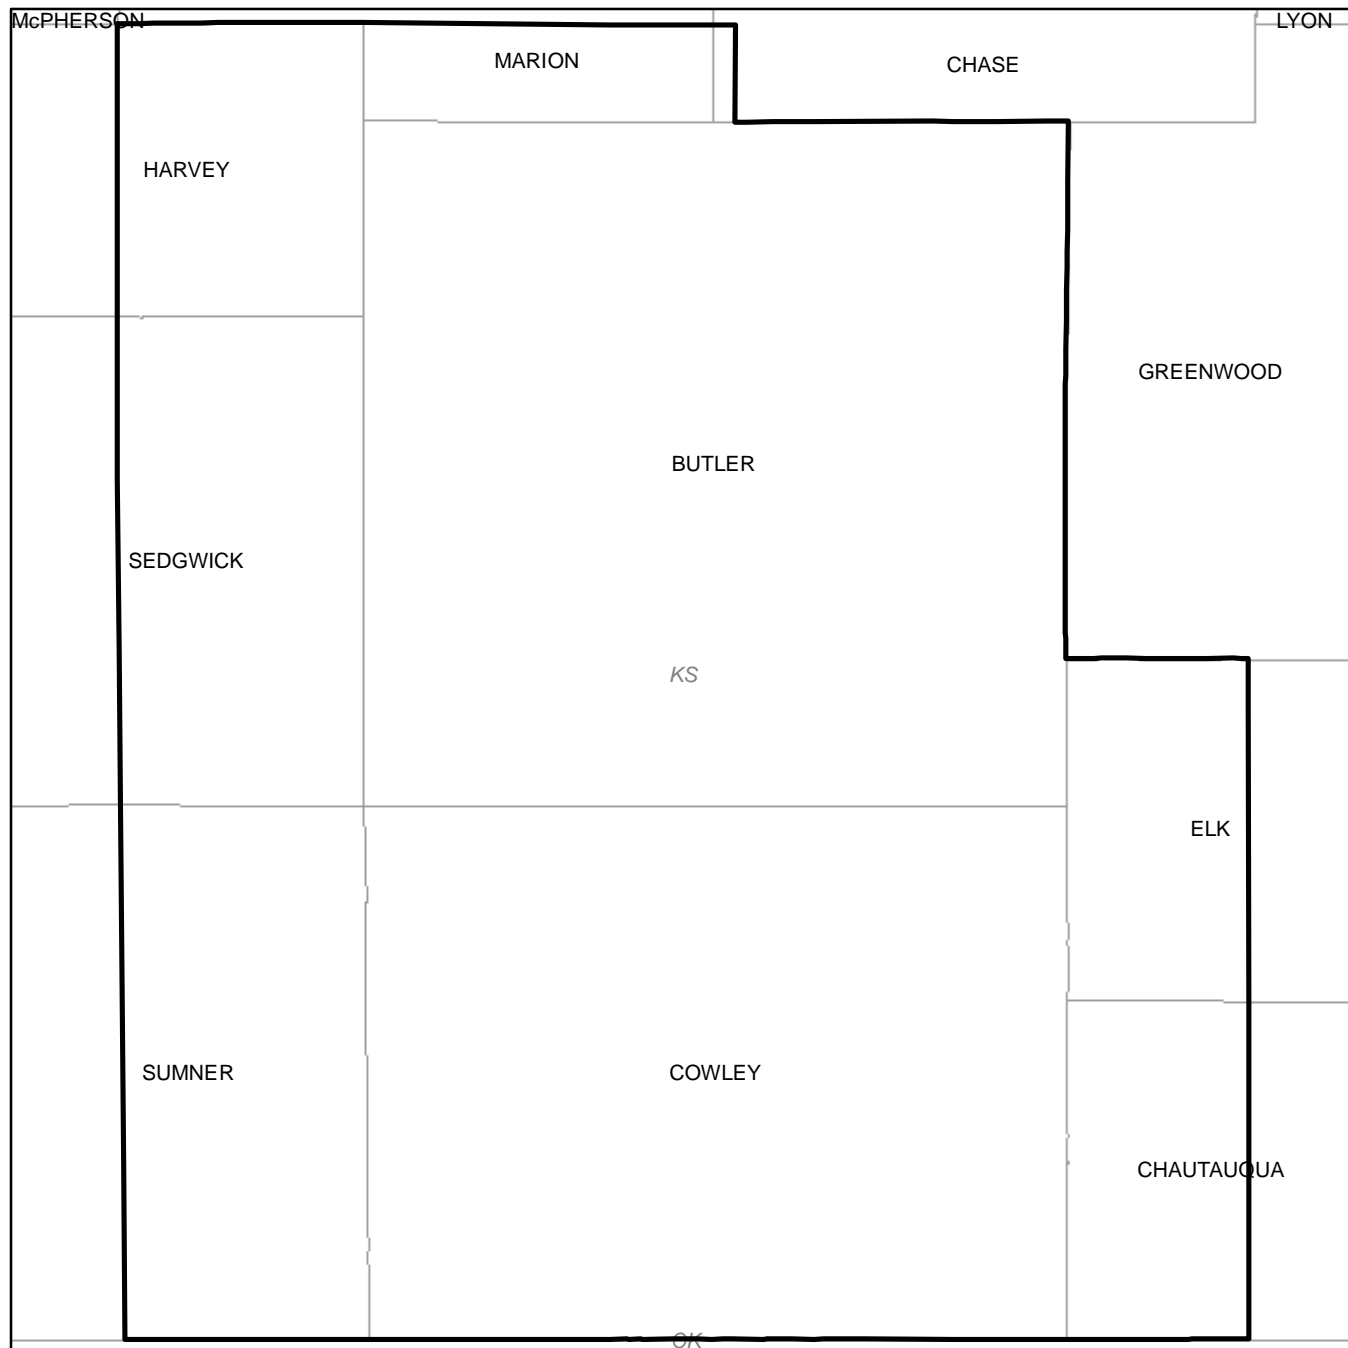 McPHERSON
LYON
MARION
CHASE
HARVEY
GREENWOOD
BUTLER
SEDGWICK
KS
ELK
SUMNER
COWLEY
CHAUTAUQUA
OK